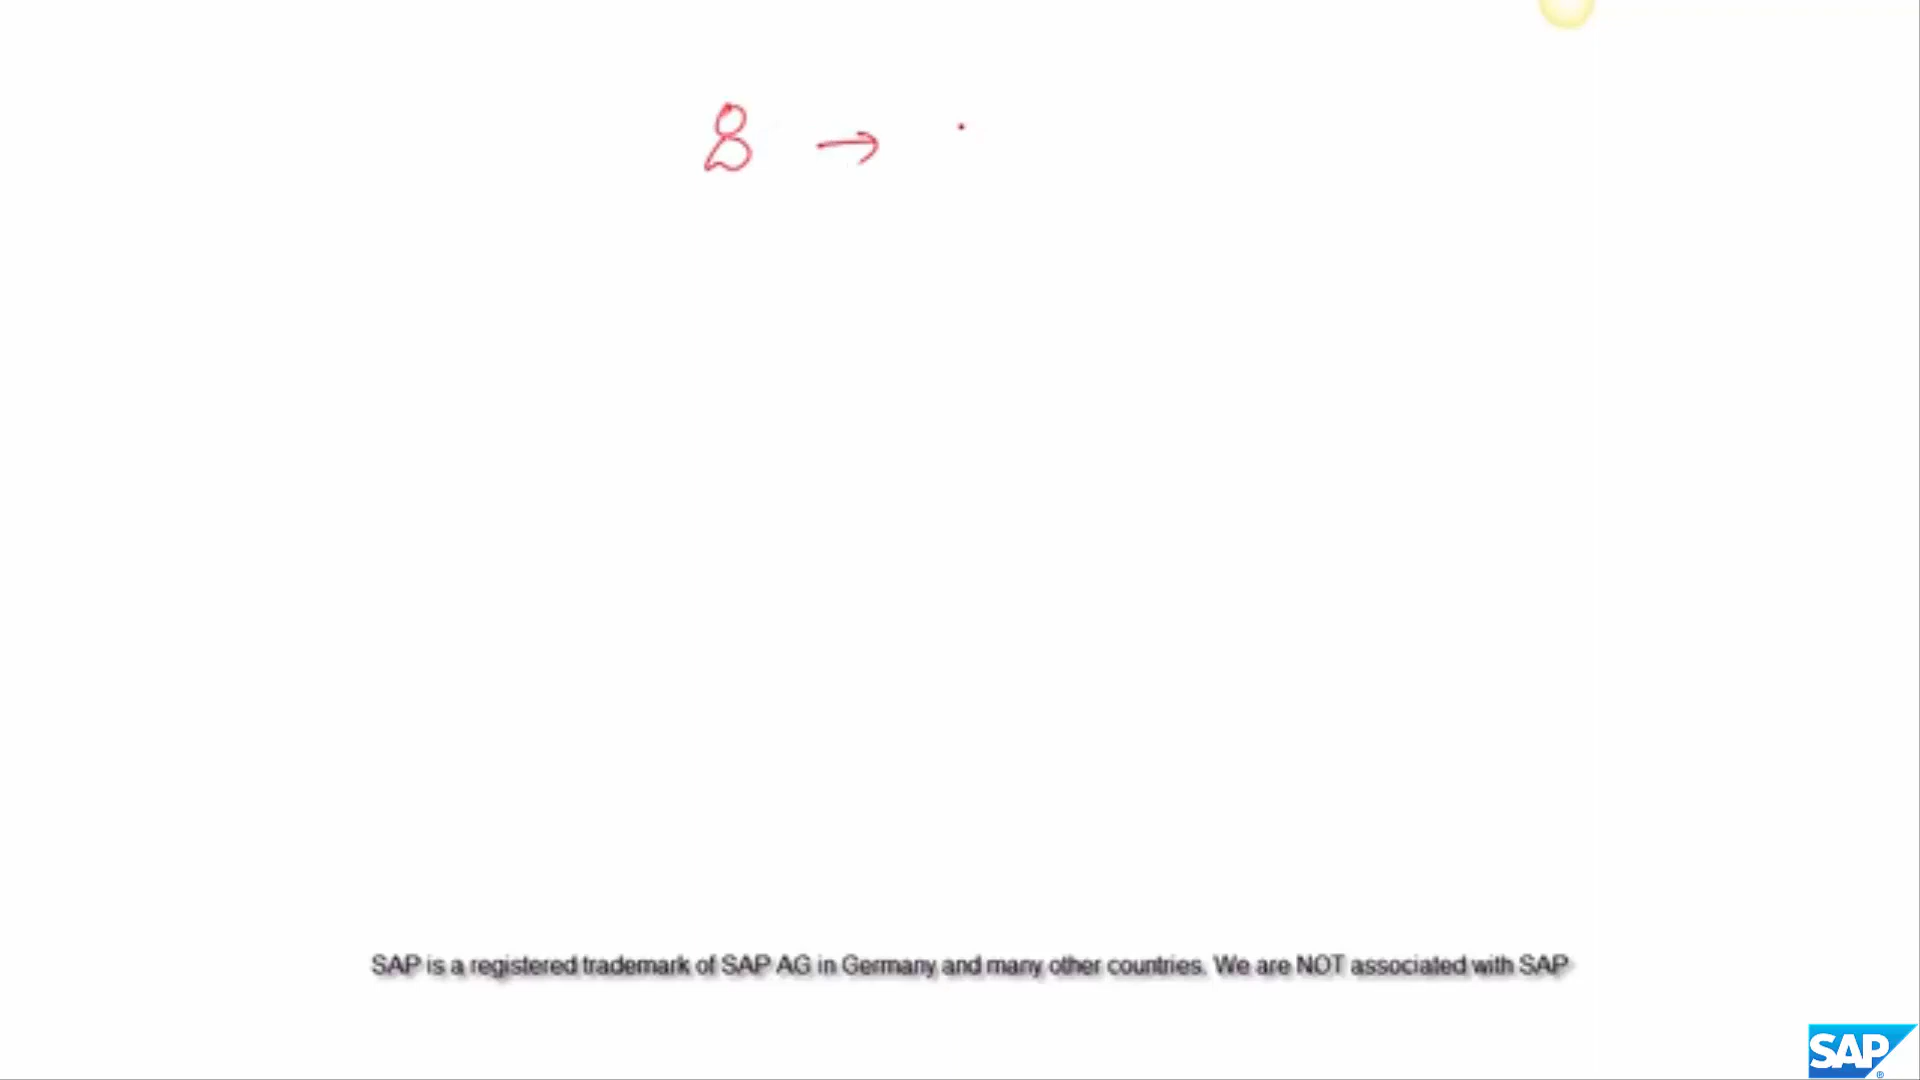 8 →
SAP is a registered trademark of SAP AG in Germany and many other countries. We are NOT associated with SAP
SAP®